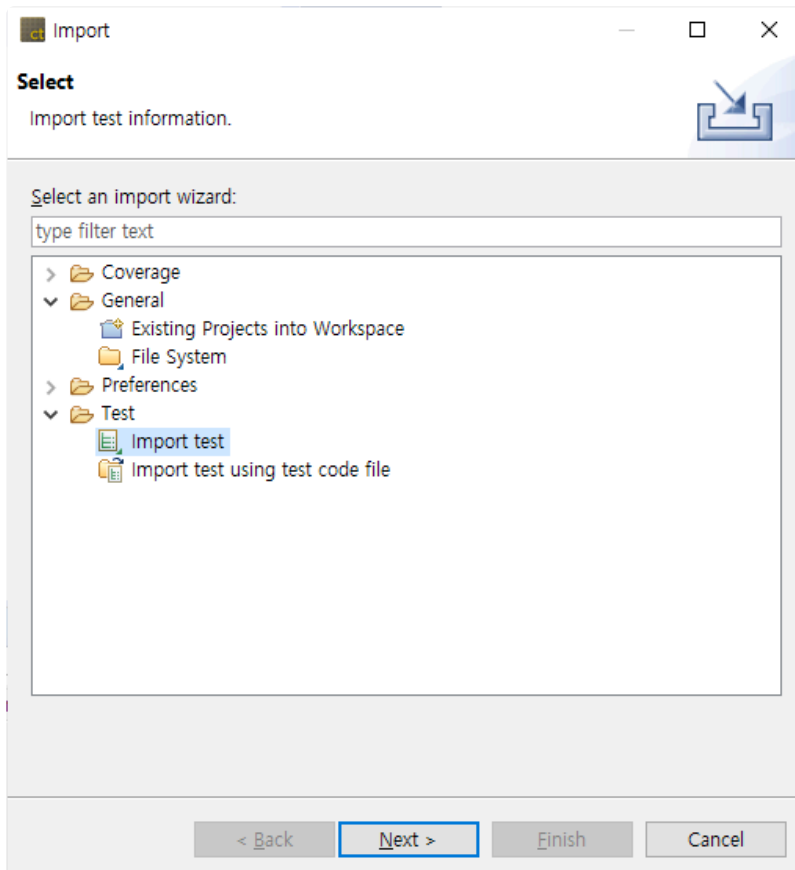 ct Import
Select
Import test information.
Select an import wizard:
type filter text
Coverage
General
Existing Projects into Workspace
File System
Preferences
Test
Import test
Import test using test code file
< Back Next > Finish Cancel